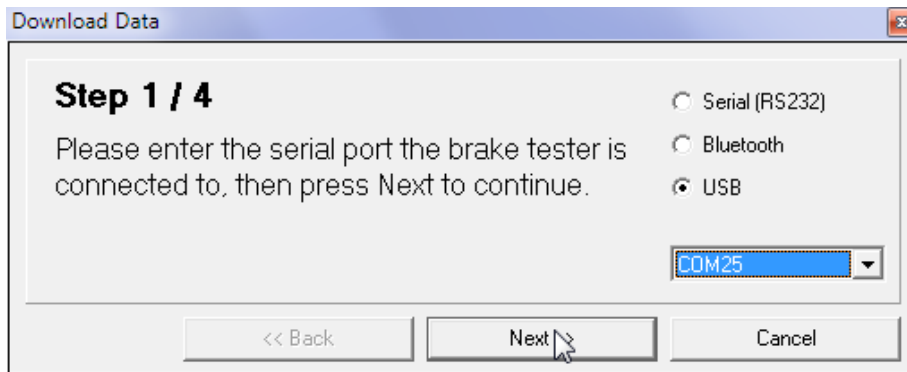 Download Data
Step 1 / 4
Please enter the serial port the brake tester is
connected to, then press Next to continue.
Serial (RS232)
Bluetooth
USB
COM25
<< Back
Next >>
Cancel